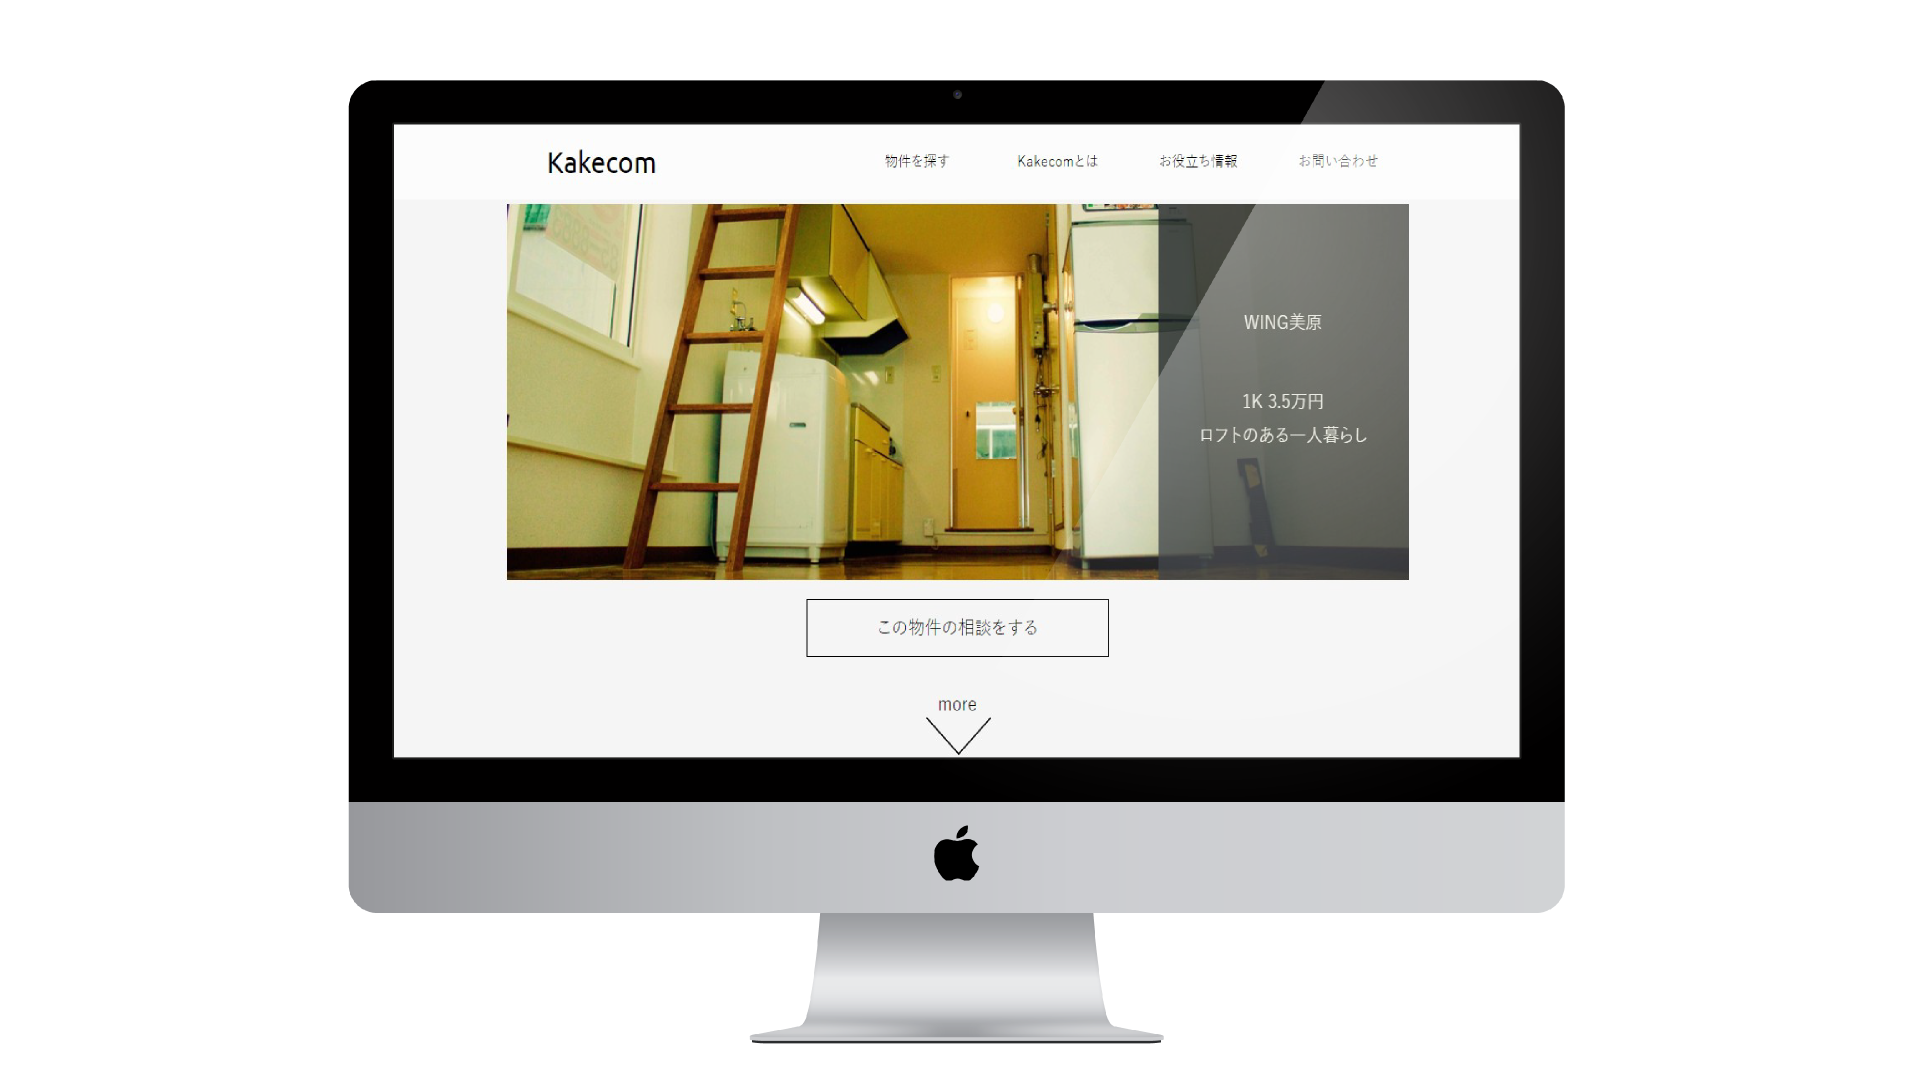 Kakecom
物件を探す
Kakecomとは
お役立ち情報
お問い合わせ
WING美原
1K 3.5万円
ロフトのある一人暮らし
この物件の相談をする
more